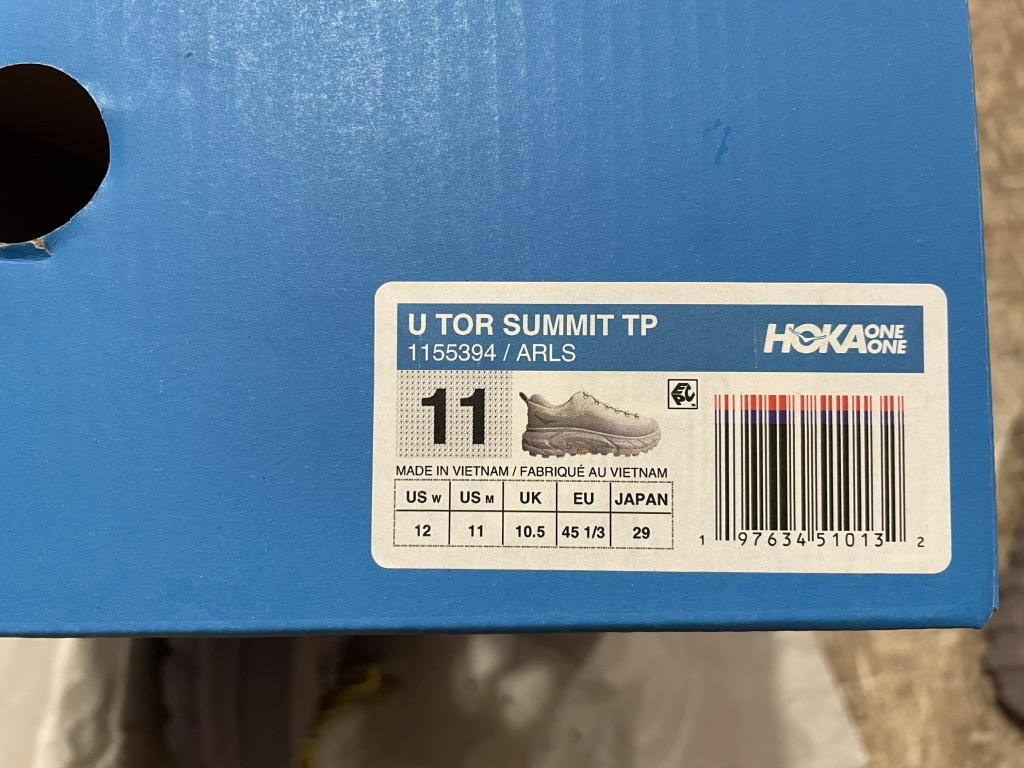 U TOR SUMMIT TP
1155394 / ARLS
HOKA ONE ONE
11
MADE IN VIETNAM / FABRIQUÉ AU VIETNAM
US W US M UK EU JAPAN
12 11 10.5 45 1/3 29
1 97634 51013 2